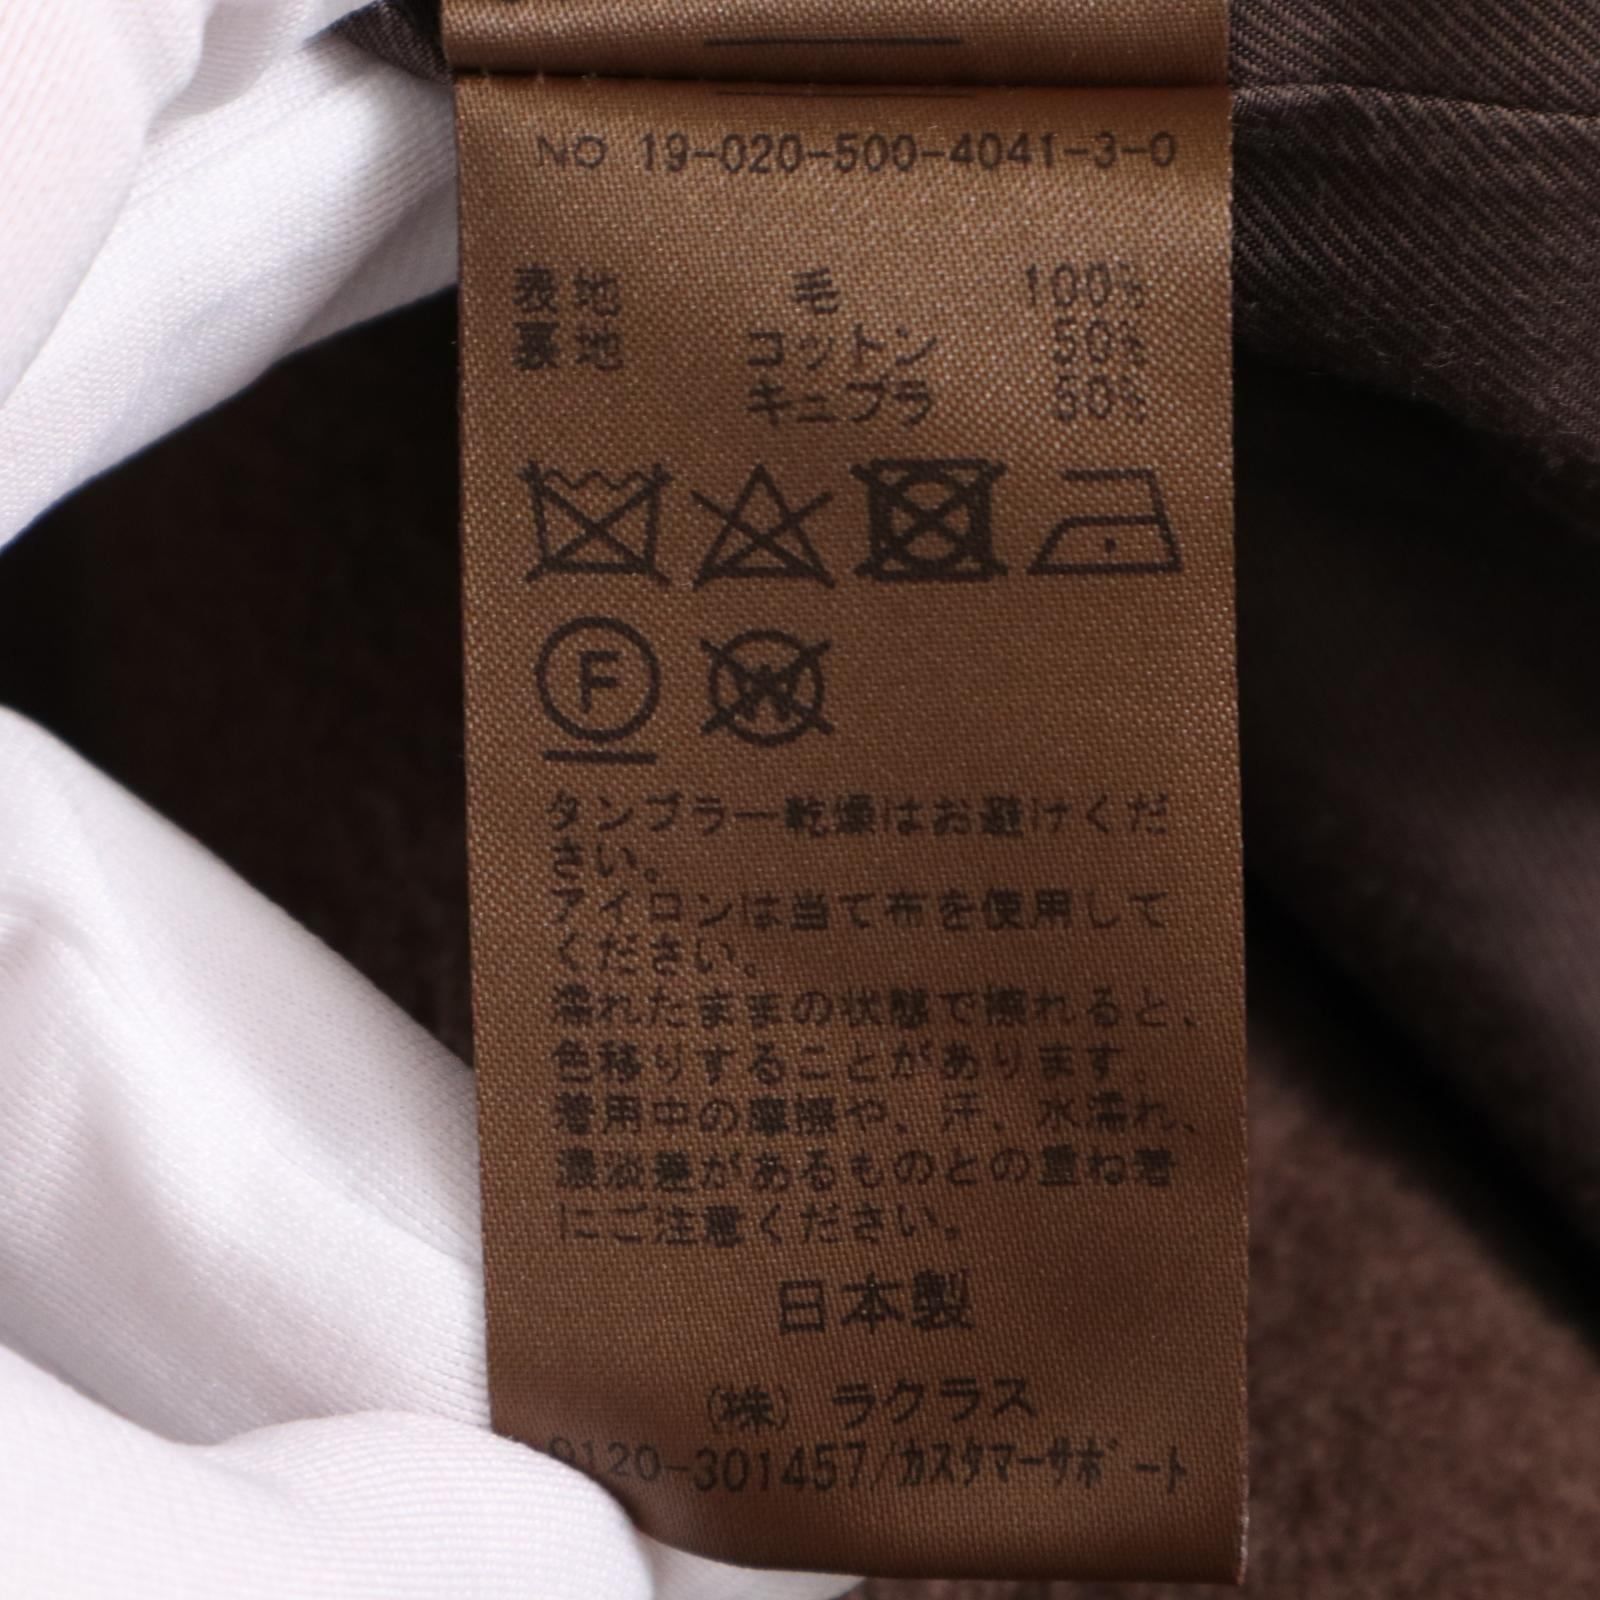 NO 19-020-500-4041-3-0
表地 毛 100%
裏地 コットン 50%
キュプラ 50%
F
W
タンブラー乾燥はお避けくだ
さい。
アイロンは当て布を使用して
ください。
濡れたままの状態で擦れると、
色移りすることがあります。
着用中の摩擦や、汗、水濡れ、
濃淡差があるものとの重ね着
にご注意ください。
日本製
(株) ラクラス
0120-301457/カスタマーサポート